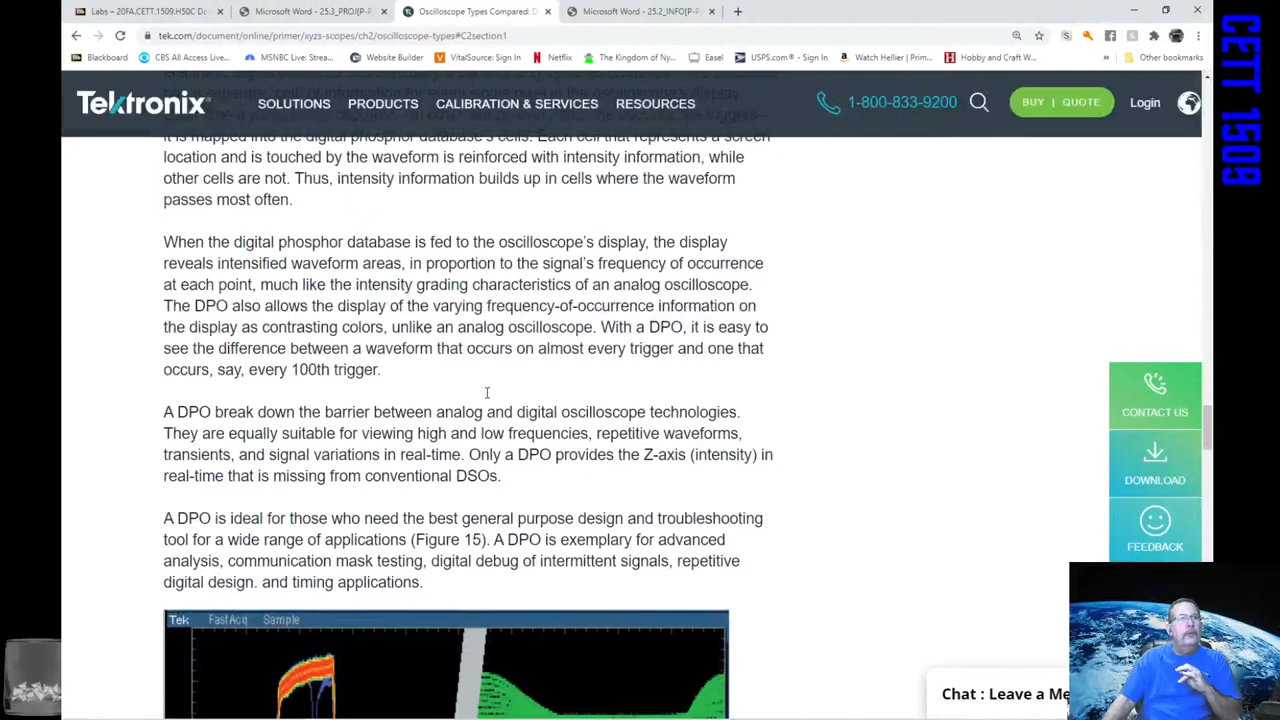 Labs – 20FA.CETT.1509.H50C Do
Microsoft Word - 25.3_PROJ[P-P
Oscilloscope Types Compared: D
Microsoft Word - 25.2_INFO[P-P
tek.com/document/online/primer/xyzs-scopes/ch2/oscilloscope-types#C2section1
Blackboard
CBS All Access Live...
MSNBC Live: Strea...
Website Builder
VitalSource: Sign In
Netflix
The Kingdom of Ny...
Easel
USPS.com® - Sign In
Watch Hellier | Prim...
Hobby and Craft W...
»
Other bookmarks
Tektronix
SOLUTIONS PRODUCTS CALIBRATION & SERVICES RESOURCES
1-800-833-9200
BUY | QUOTE
Login
it is mapped into the digital phosphor database's cells. Each cell that represents a screen
location and is touched by the waveform is reinforced with intensity information, while
other cells are not. Thus, intensity information builds up in cells where the waveform
passes most often.
When the digital phosphor database is fed to the oscilloscope's display, the display
reveals intensified waveform areas, in proportion to the signal's frequency of occurrence
at each point, much like the intensity grading characteristics of an analog oscilloscope.
The DPO also allows the display of the varying frequency-of-occurrence information on
the display as contrasting colors, unlike an analog oscilloscope. With a DPO, it is easy to
see the difference between a waveform that occurs on almost every trigger and one that
occurs, say, every 100th trigger.
A DPO break down the barrier between analog and digital oscilloscope technologies.
They are equally suitable for viewing high and low frequencies, repetitive waveforms,
transients, and signal variations in real-time. Only a DPO provides the Z-axis (intensity) in
real-time that is missing from conventional DSOs.
A DPO is ideal for those who need the best general purpose design and troubleshooting
tool for a wide range of applications (Figure 15). A DPO is exemplary for advanced
analysis, communication mask testing, digital debug of intermittent signals, repetitive
digital design. and timing applications.
Tek FastAcq Sample
CONTACT US
DOWNLOAD
FEEDBACK
Chat : Leave a Me
CETT 1509